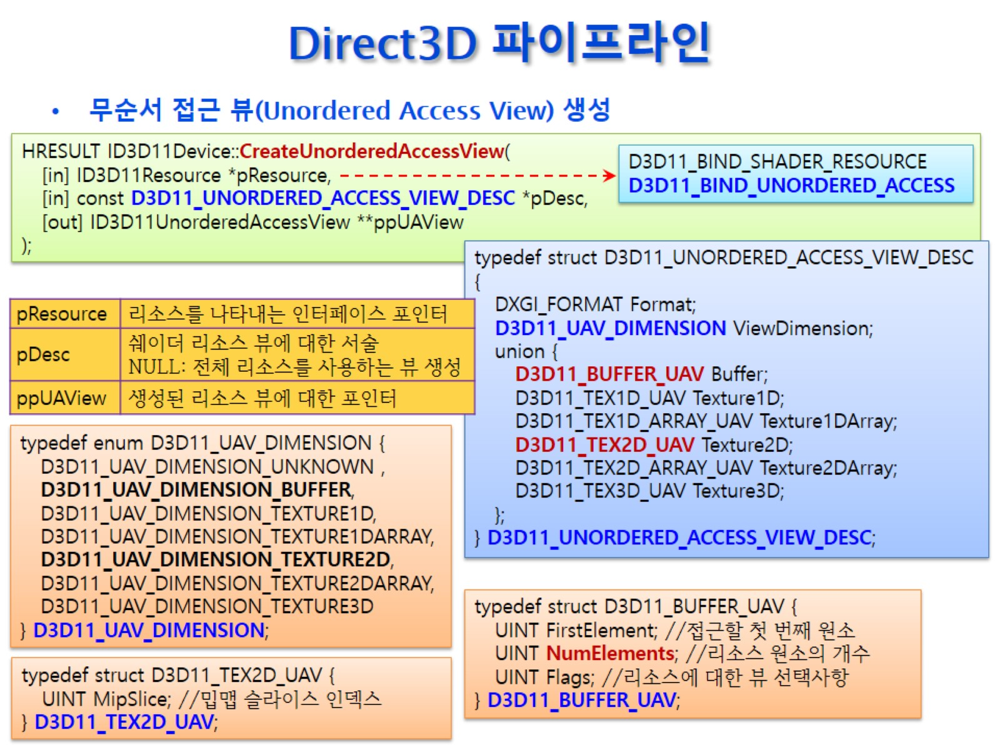 Direct3D 파이프라인
• 무순서 접근 뷰(Unordered Access View) 생성
HRESULT ID3D11Device::CreateUnorderedAccessView(
[in] ID3D11Resource *pResource,
[in] const D3D11_UNORDERED_ACCESS_VIEW_DESC *pDesc,
[out] ID3D11UnorderedAccessView **ppUAView
);
D3D11_BIND_SHADER_RESOURCE
D3D11_BIND_UNORDERED_ACCESS
typedef struct D3D11_UNORDERED_ACCESS_VIEW_DESC
{
DXGI_FORMAT Format;
D3D11_UAV_DIMENSION ViewDimension;
union {
D3D11_BUFFER_UAV Buffer;
D3D11_TEX1D_UAV Texture1D;
D3D11_TEX1D_ARRAY_UAV Texture1DArray;
D3D11_TEX2D_UAV Texture2D;
D3D11_TEX2D_ARRAY_UAV Texture2DArray;
D3D11_TEX3D_UAV Texture3D;
};
} D3D11_UNORDERED_ACCESS_VIEW_DESC;
pResource 리소스를 나타내는 인터페이스 포인터
pDesc 쉐이더 리소스 뷰에 대한 서술
NULL: 전체 리소스를 사용하는 뷰 생성
ppUAView 생성된 리소스 뷰에 대한 포인터
typedef enum D3D11_UAV_DIMENSION {
D3D11_UAV_DIMENSION_UNKNOWN ,
D3D11_UAV_DIMENSION_BUFFER,
D3D11_UAV_DIMENSION_TEXTURE1D,
D3D11_UAV_DIMENSION_TEXTURE1DARRAY,
D3D11_UAV_DIMENSION_TEXTURE2D,
D3D11_UAV_DIMENSION_TEXTURE2DARRAY,
D3D11_UAV_DIMENSION_TEXTURE3D
} D3D11_UAV_DIMENSION;
typedef struct D3D11_TEX2D_UAV {
UINT MipSlice; //밉맵 슬라이스 인덱스
} D3D11_TEX2D_UAV;
typedef struct D3D11_BUFFER_UAV {
UINT FirstElement; //접근할 첫 번째 원소
UINT NumElements; //리소스 원소의 개수
UINT Flags; //리소스에 대한 뷰 선택사항
} D3D11_BUFFER_UAV;